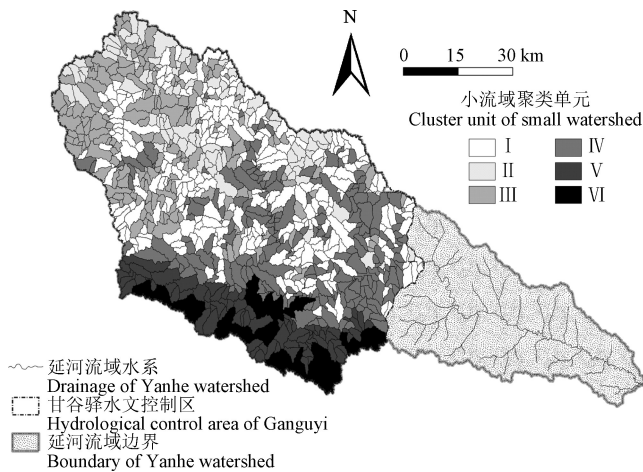 N
0 15 30 km
小流域聚类单元
Cluster unit of small watershed
I IV
II V
III VI
延河流域水系
Drainage of Yanhe watershed
甘谷驿水文控制区
Hydrological control area of Ganguyi
延河流域边界
Boundary of Yanhe watershed